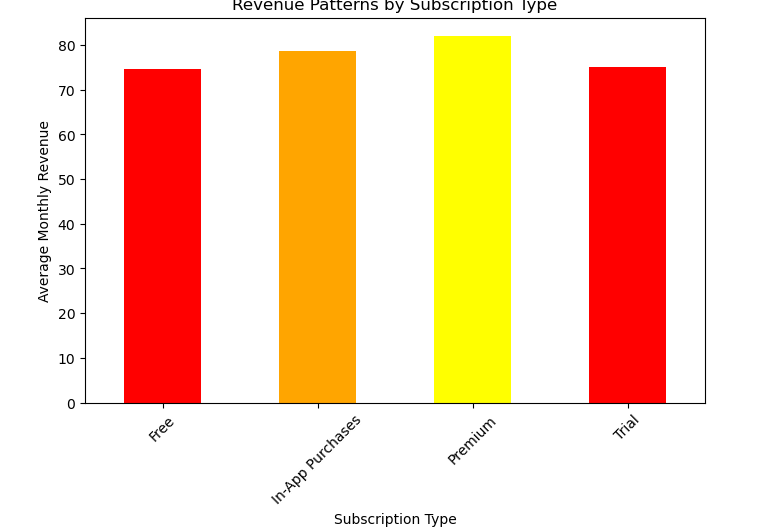 Revenue Patterns by Subscription Type
Average Monthly Revenue
80
70
60
50
40
30
20
10
0
Free
In-App Purchases
Premium
Trial
Subscription Type